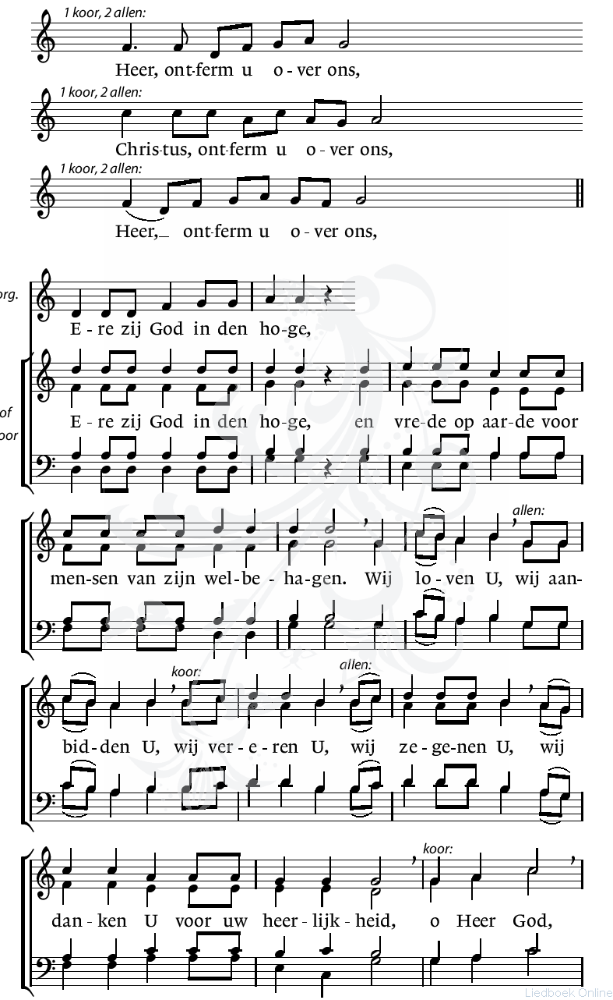 1 koor, 2 allen:
Heer, ont-ferm u o - ver ons,
1 koor, 2 allen:
Chris-tus, ont-ferm u o - ver ons,
1 koor, 2 allen:
Heer,_ ont-ferm u o - ver ons,
org.
E - re zij God in den ho-ge,
of
oor
E - re zij God in den ho-ge, en vre-de op aar-de voor
allen:
men-sen van zijn wel-be - ha-gen. Wij lo - ven U, wij aan-
koor: allen:
bid - den U, wij ver - e - ren U, wij ze - ge-nen U, wij
koor:
dan - ken U voor uw heer - lijk - heid, o Heer God,
Liedboek Online